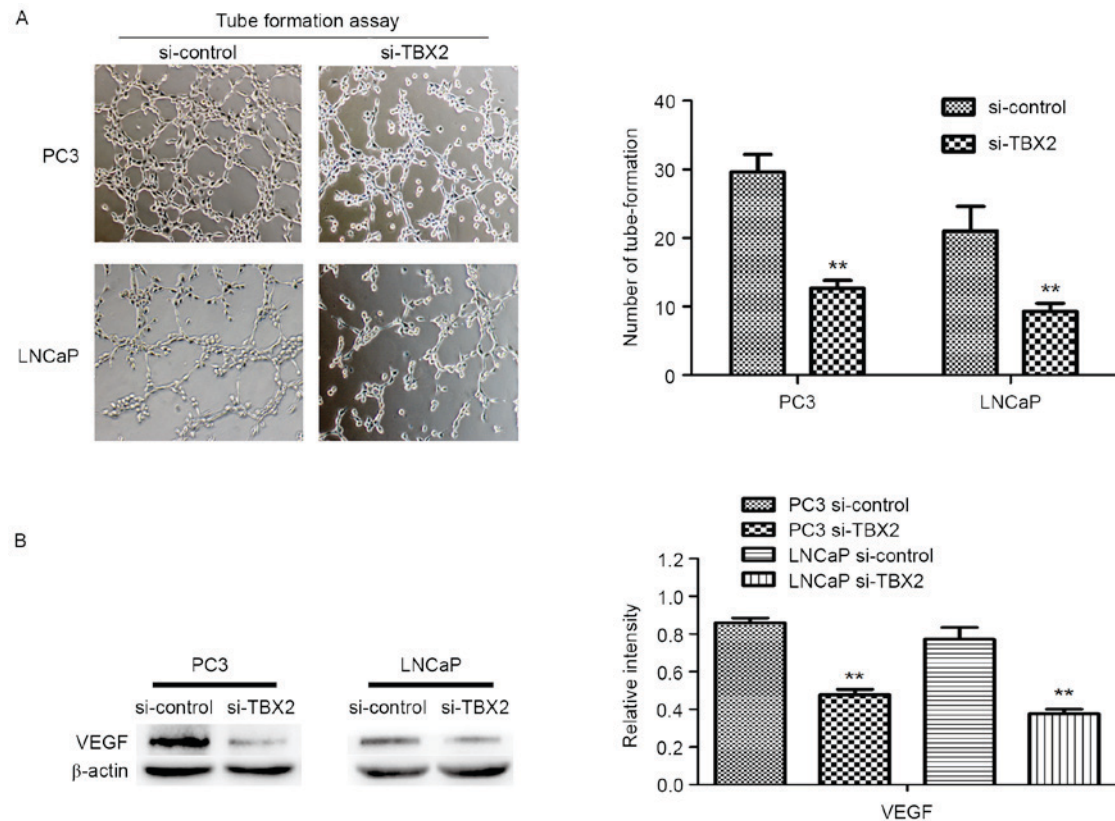 A
Tube formation assay
si-control si-TBX2
PC3
LNCaP
40
30
20
10
0
Number of tube-formation
si-control
si-TBX2
**
**
PC3 LNCaP
B
PC3 LNCaP
si-control si-TBX2 si-control si-TBX2
VEGF
β-actin
PC3 si-control
PC3 si-TBX2
LNCaP si-control
LNCaP si-TBX2
1.2
1.0
0.8
0.6
0.4
0.2
0.0
Relative intensity
**
**
VEGF